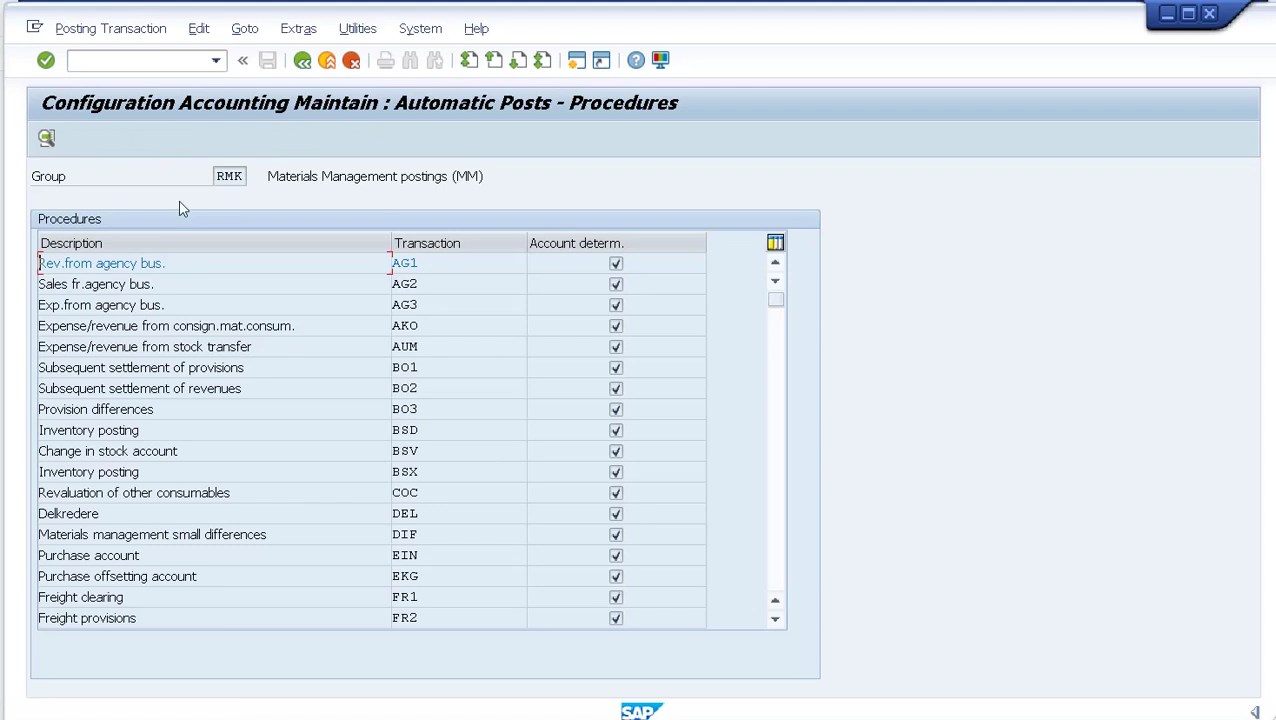 Posting Transaction Edit Goto Extras Utilities System Help
Configuration Accounting Maintain : Automatic Posts - Procedures
Group RMK Materials Management postings (MM)
Procedures
Description Transaction Account determ.
Rev.from agency bus. AG1
Sales fr.agency bus. AG2
Exp.from agency bus. AG3
Expense/revenue from consign.mat.consum. AKO
Expense/revenue from stock transfer AUM
Subsequent settlement of provisions BO1
Subsequent settlement of revenues BO2
Provision differences BO3
Inventory posting BSD
Change in stock account BSV
Inventory posting BSX
Revaluation of other consumables COC
Delkredere DEL
Materials management small differences DIF
Purchase account EIN
Purchase offsetting account EKG
Freight clearing FR1
Freight provisions FR2
SAP